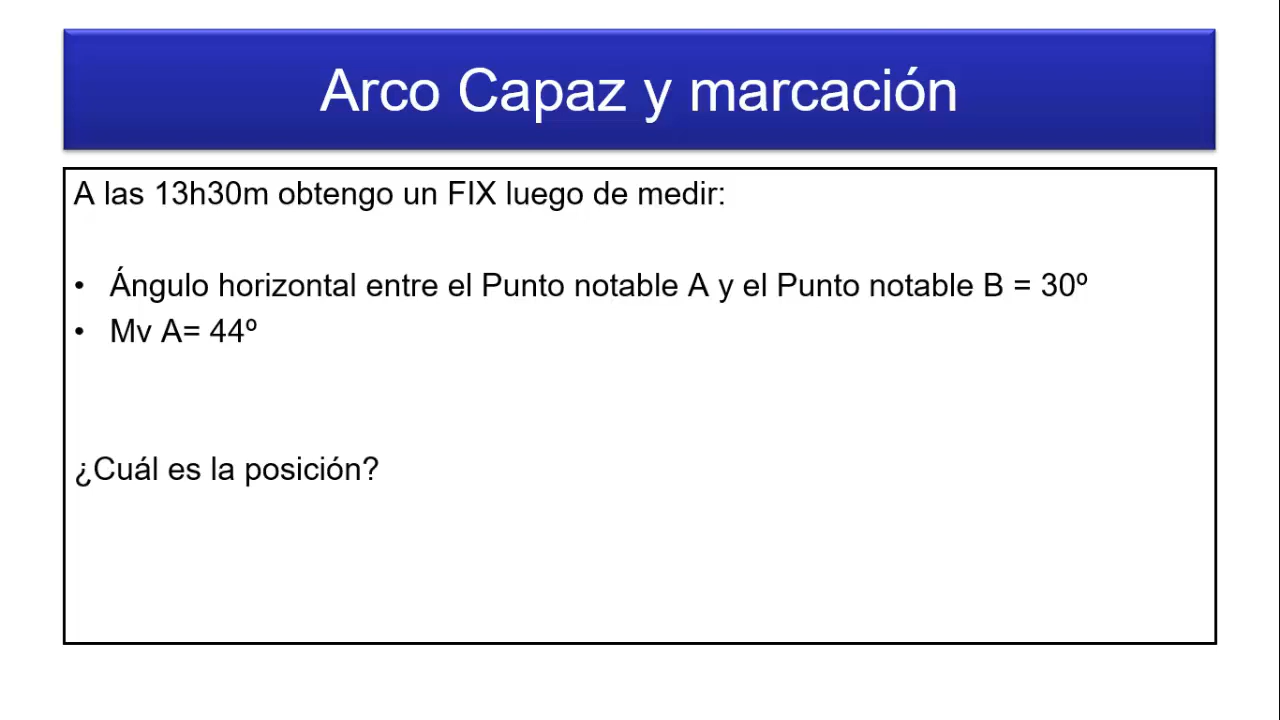 Arco Capaz y marcación
A las 13h30m obtengo un FIX luego de medir:
• Ángulo horizontal entre el Punto notable A y el Punto notable B = 30º
• Mv A= 44º
¿Cuál es la posición?